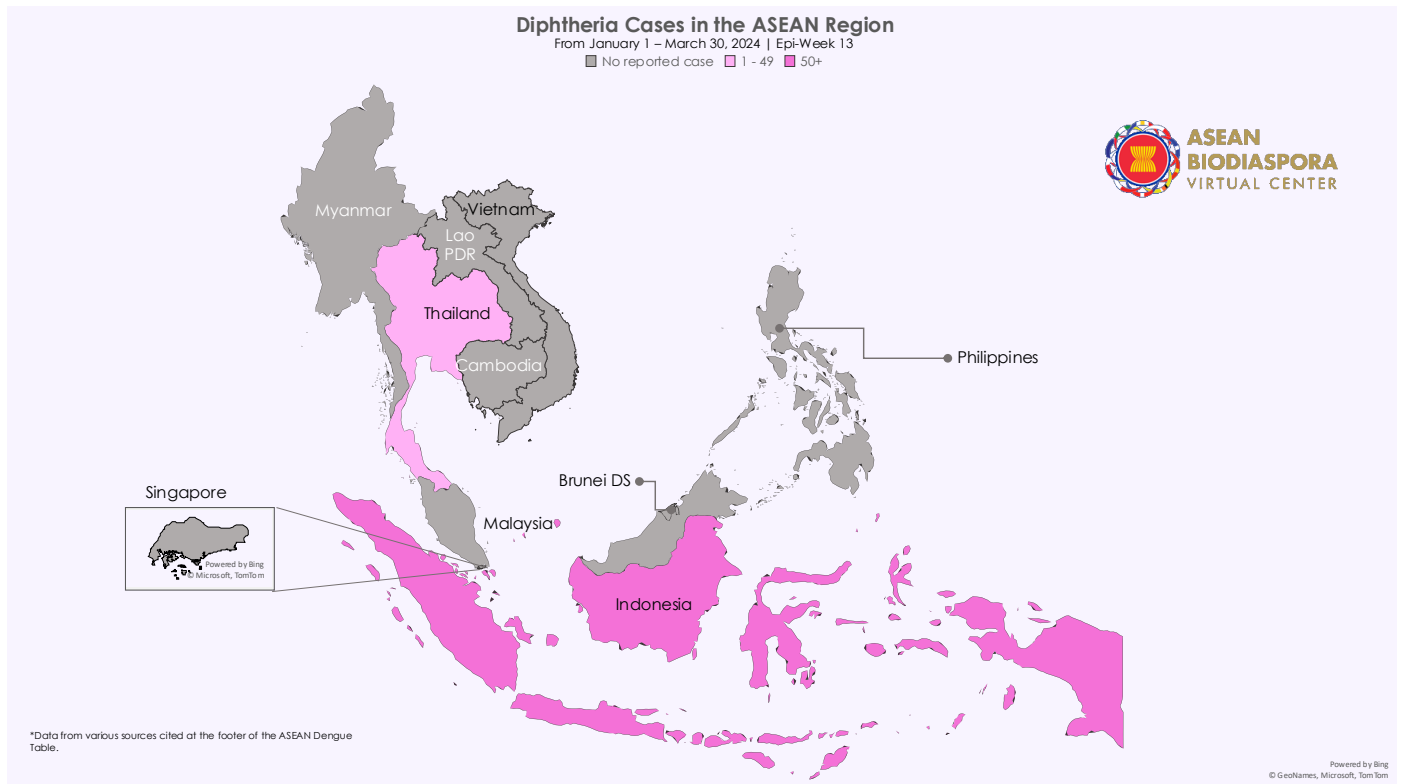 Diphtheria Cases in the ASEAN Region
From January 1 – March 30, 2024 | Epi-Week 13
No reported case 1 - 49 50+
ASEAN
BIODIASPORA
VIRTUAL CENTER
Myanmar
Vietnam
Lao
PDR
Thailand
Cambodia
Philippines
Brunei DS
Singapore
Malaysia
Powered by Bing
© Microsoft, TomTom
Indonesia
*Data from various sources cited at the footer of the ASEAN Dengue
Table.
Powered by Bing
© GeoNames, Microsoft, TomTom